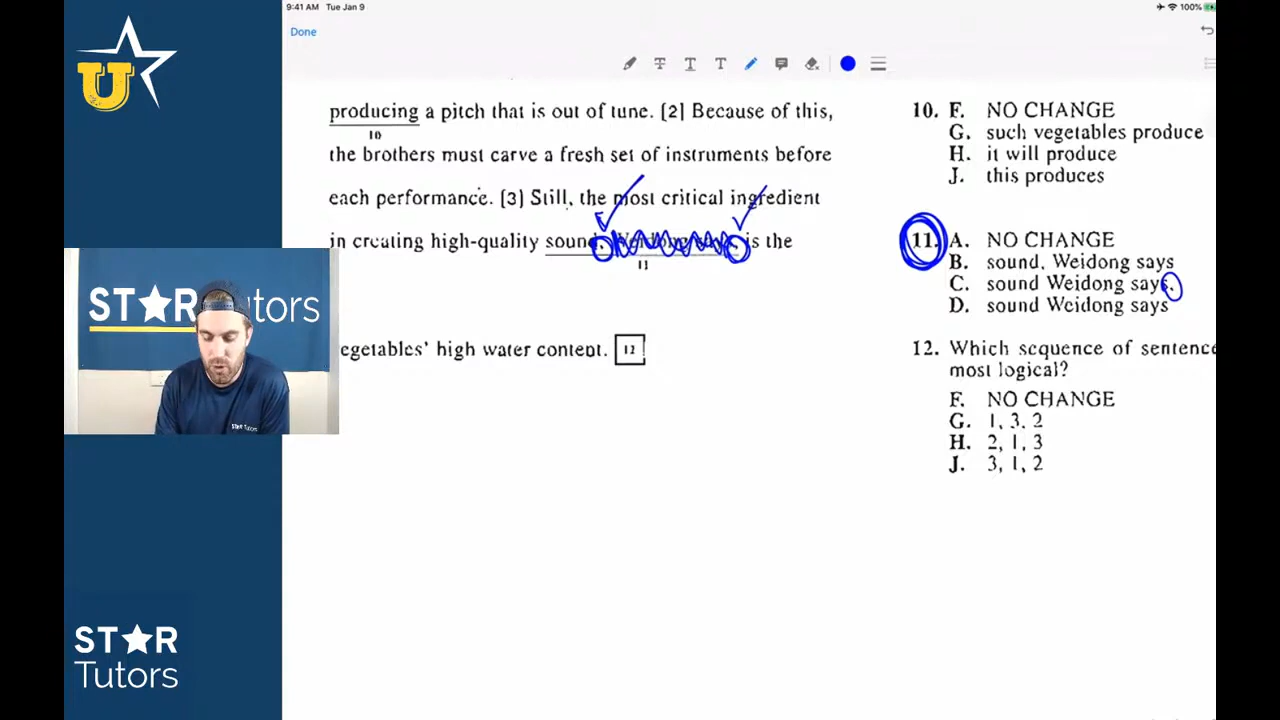 9:41 AM Tue Jan 9
100%
Done
U
producing a pitch that is out of tune. [2] Because of this,
10
the brothers must carve a fresh set of instruments before
each performance. [3] Still, the most critical ingredient
in creating high-quality sound, Weidong says, is the
11
egetables' high water content. 12
10. F. NO CHANGE
G. such vegetables produce
H. it will produce
J. this produces
11. A. NO CHANGE
B. sound, Weidong says
C. sound Weidong says,
D. sound Weidong says
12. Which sequence of sentence
most logical?
F. NO CHANGE
G. 1, 3, 2
H. 2, 1, 3
J. 3, 1, 2
ST R utors
STAR Tutors
ST R
Tutors